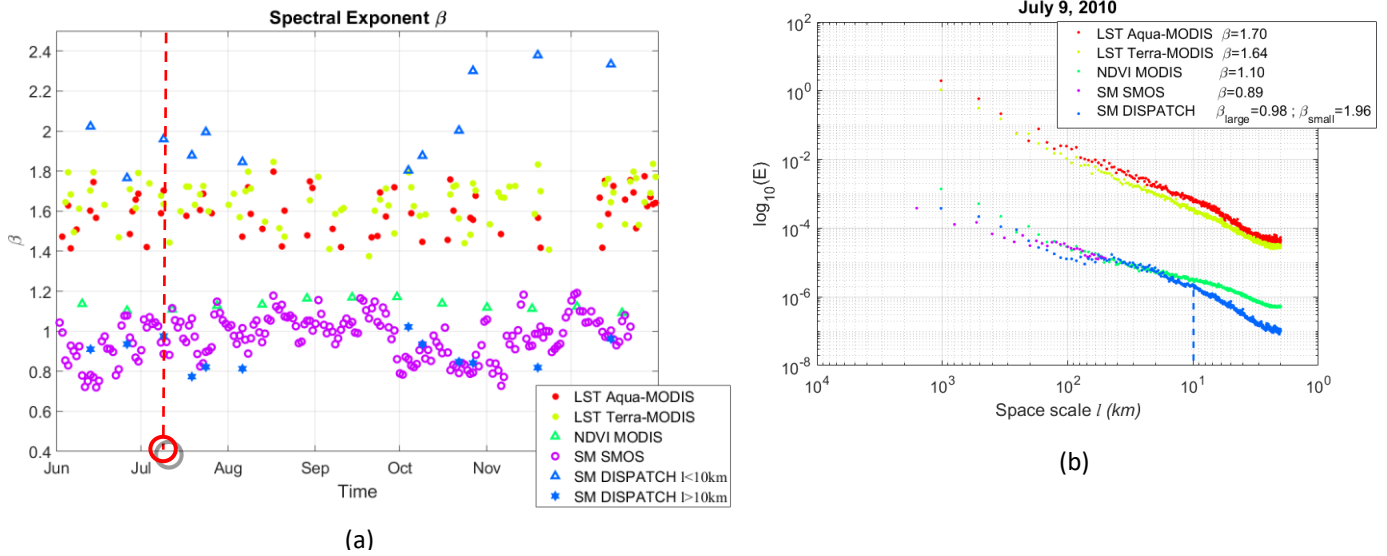 Spectral Exponent β
β
2.4
2.2
2
1.8
1.6
1.4
1.2
1
0.8
0.6
0.4
Jun Jul Aug Sep Oct Nov
Time
LST Aqua-MODIS
LST Terra-MODIS
NDVI MODIS
SM SMOS
SM DISPATCH l<10km
SM DISPATCH l>10km
(a)
July 9, 2010
log10(E)
10^2
10^0
10^-2
10^-4
10^-6
10^-8
10^4 10^3 10^2 10^1 10^0
Space scale l (km)
LST Aqua-MODIS β=1.70
LST Terra-MODIS β=1.64
NDVI MODIS β=1.10
SM SMOS β=0.89
SM DISPATCH βlarge=0.98 ; βsmall=1.96
(b)